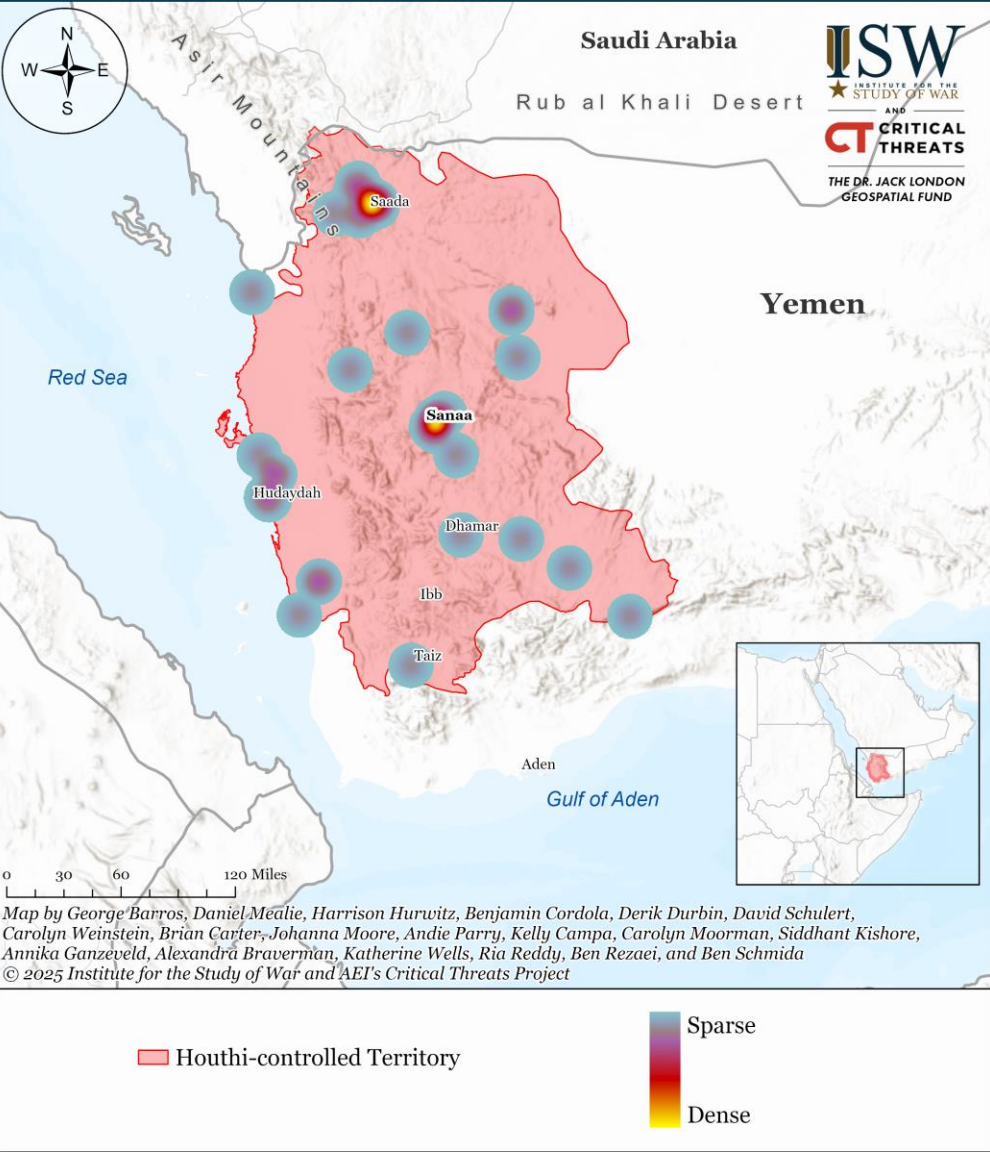 N
W E
S
Asir Mountains
Saudi Arabia
Rub al Khali Desert
ISW
INSTITUTE FOR THE
STUDY OF WAR
AND
CT CRITICAL
THREATS
THE DR. JACK LONDON
GEOSPATIAL FUND
Saada
Yemen
Red Sea
Sanaa
Hudaydah
Dhamar
Ibb
Taiz
Aden
Gulf of Aden
0 30 60 120 Miles
Map by George Barros, Daniel Mealie, Harrison Hurwitz, Benjamin Cordola, Derik Durbin, David Schulert,
Carolyn Weinstein, Brian Carter, Johanna Moore, Andie Parry, Kelly Campa, Carolyn Moorman, Siddhant Kishore,
Annika Ganzeveld, Alexandra Braverman, Katherine Wells, Ria Reddy, Ben Rezaei, and Ben Schmida
© 2025 Institute for the Study of War and AEI's Critical Threats Project
Houthi-controlled Territory
Sparse
Dense